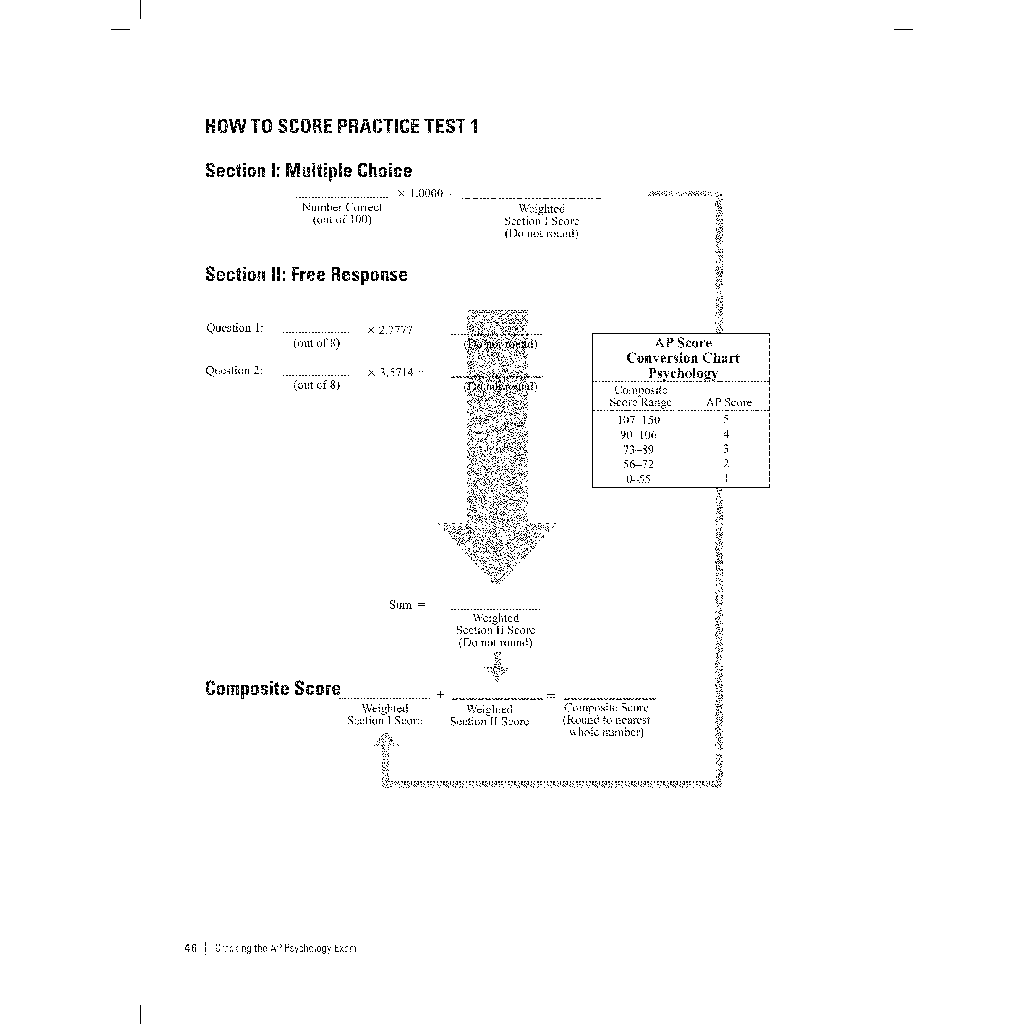 HOW TO SCORE PRACTICE TEST 1
Section I: Multiple Choice
× 1.0000
Number Correct
(out of 100)
Weighted
Section I Score
(Do not round)
Section II: Free Response
Question 1:
(out of 8)
× 2.7777
(Do not round)
Question 2:
(out of 8)
× 3.5714 =
(Do not round)
AP Score
Conversion Chart
Psychology
Composite
Score Range AP Score
107–150 5
90–106 4
73–89 3
56–72 2
0–55 1
Sum =
Weighted
Section II Score
(Do not round)
Composite Score + =
Weighted
Section I Score
Weighted
Section II Score
Composite Score
(Round to nearest
whole number)
46 | Cracking the AP Psychology Exam